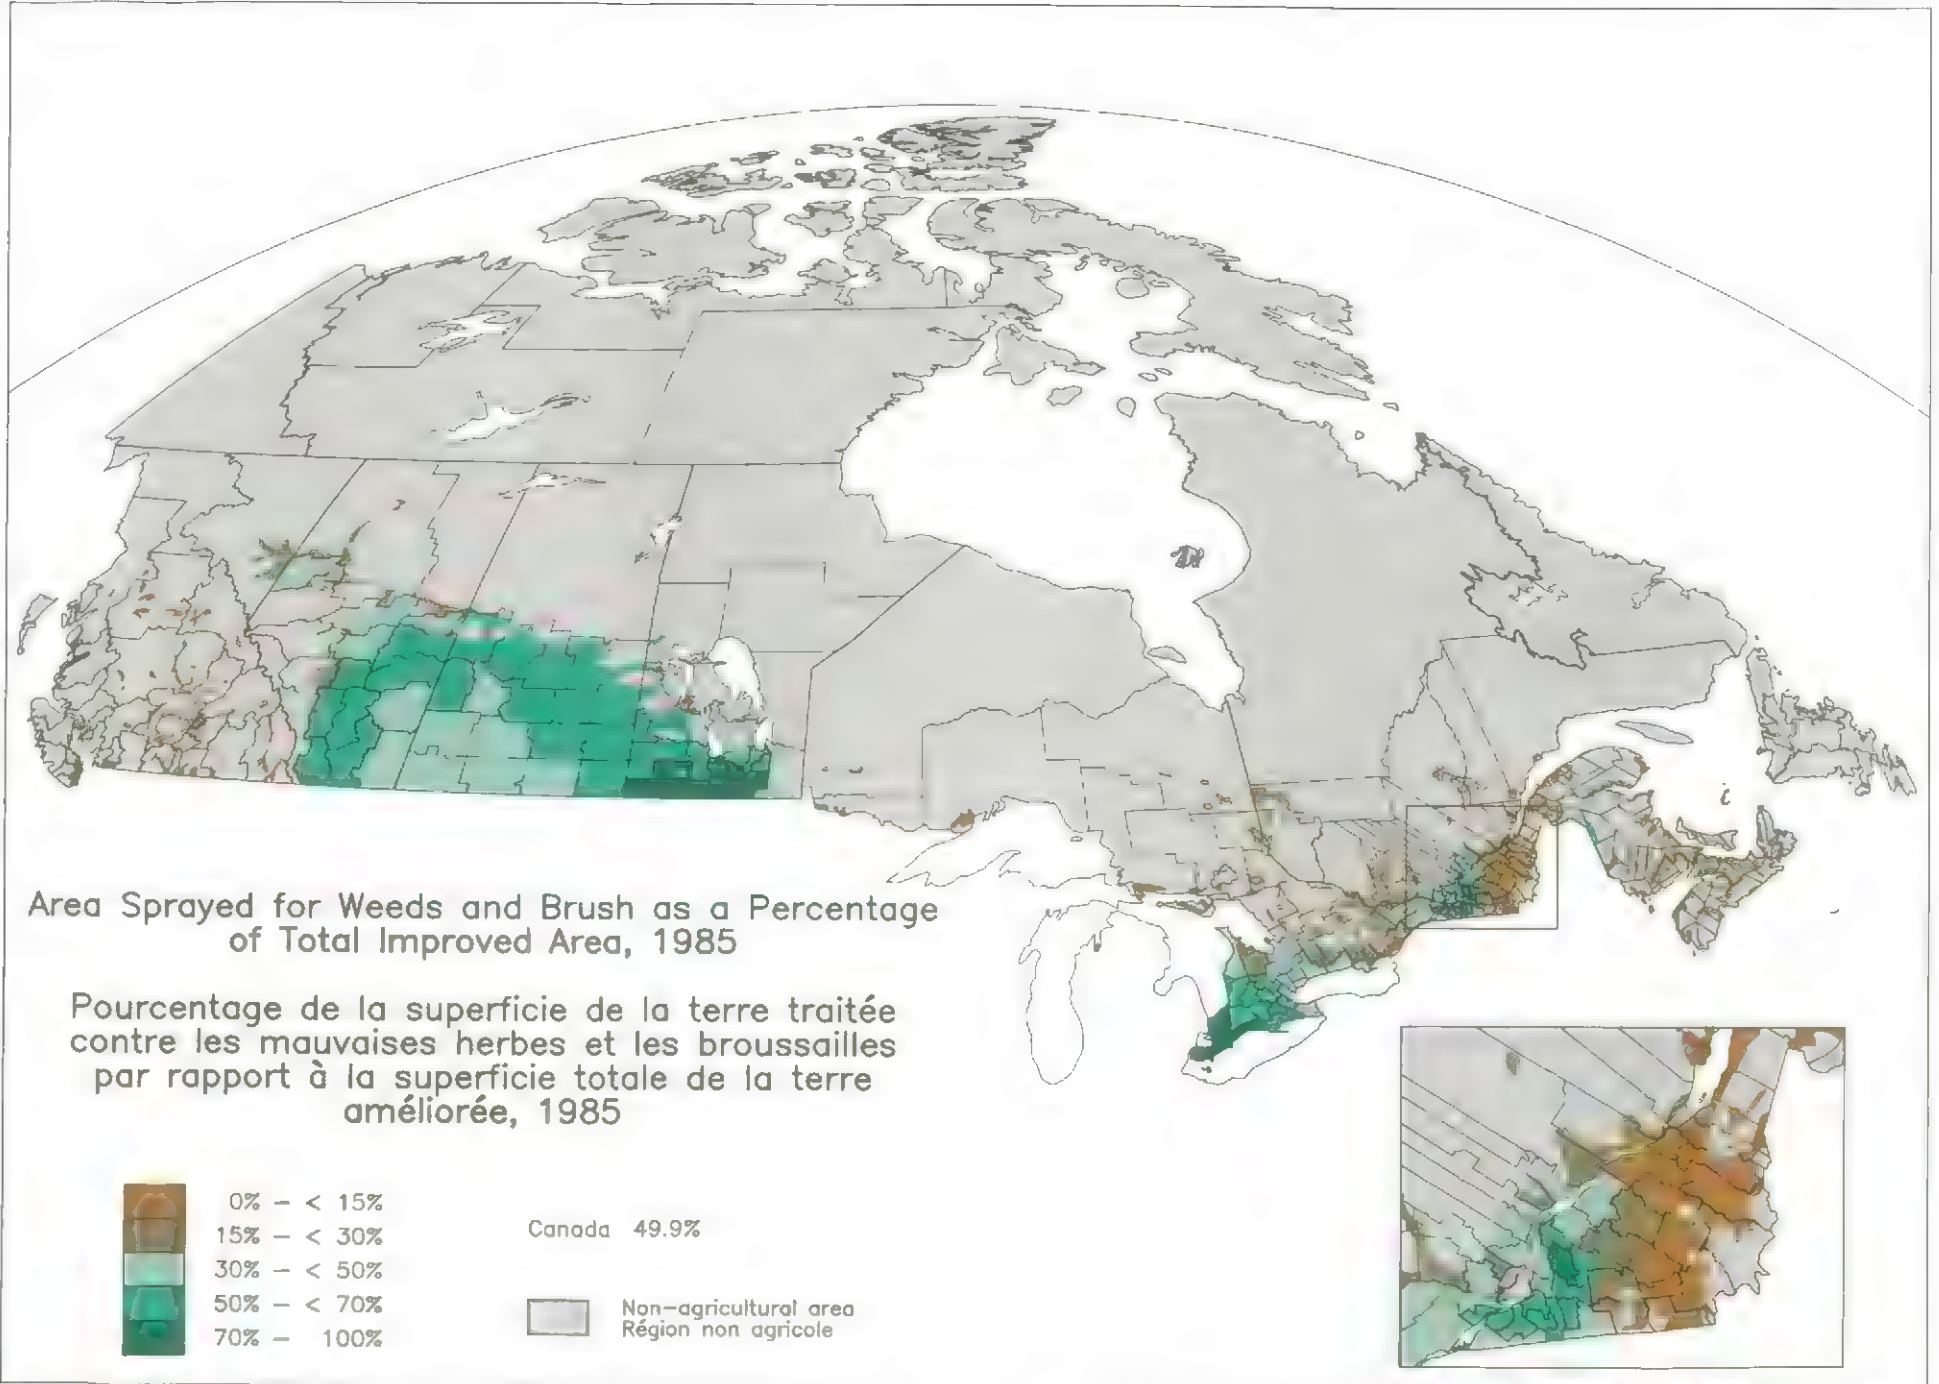 Area Sprayed for Weeds and Brush as a Percentage
of Total Improved Area, 1985
Pourcentage de la superficie de la terre traitée
contre les mauvaises herbes et les broussailles
par rapport à la superficie totale de la terre
améliorée, 1985
0% – < 15%
15% – < 30%
30% – < 50%
50% – < 70%
70% – 100%
Canada 49.9%
Non-agricultural area
Région non agricole